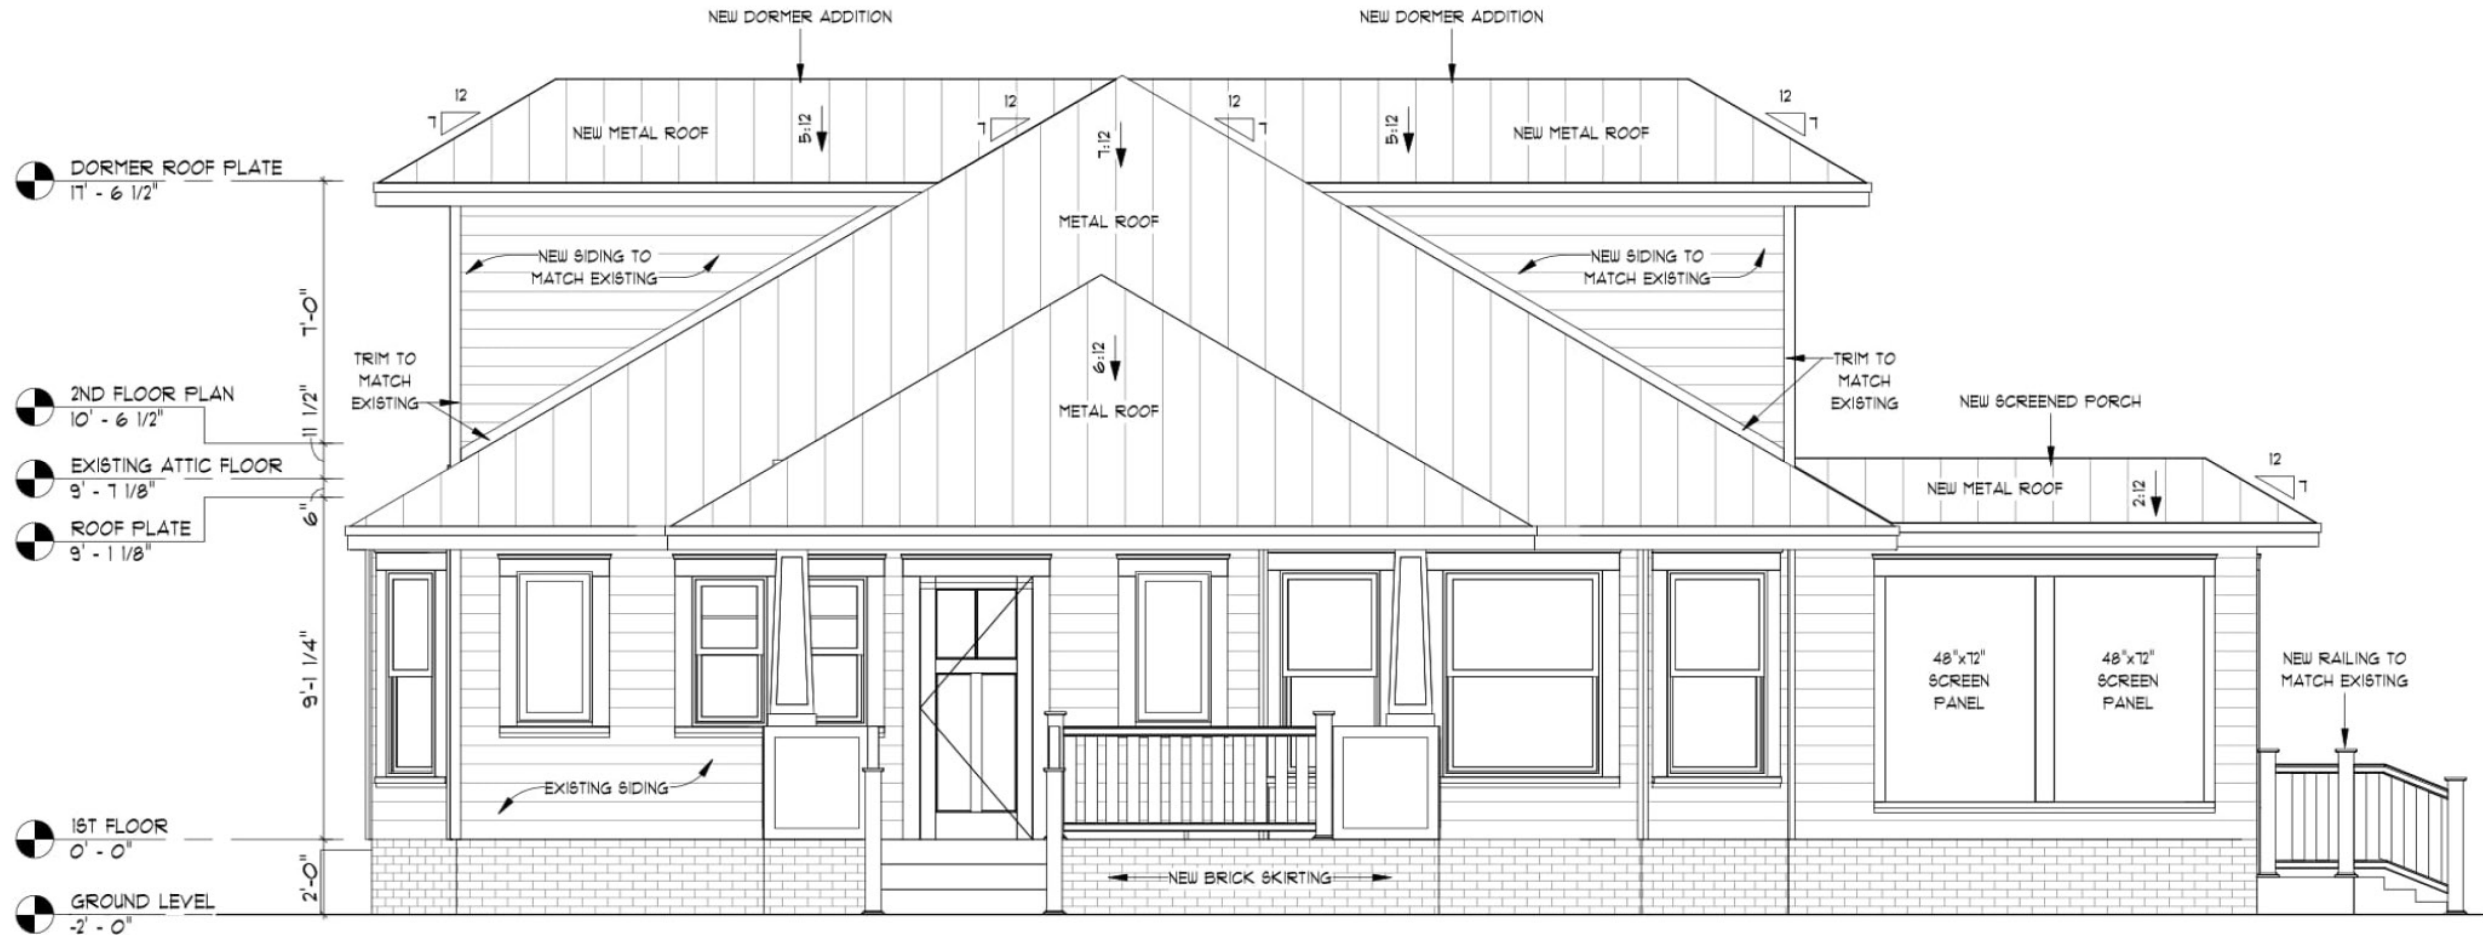 NEW DORMER ADDITION
NEW DORMER ADDITION
12
7
12
7
12
7
12
7
NEW METAL ROOF
5:12
7:12
5:12
NEW METAL ROOF
DORMER ROOF PLATE
17' - 6 1/2"
METAL ROOF
NEW SIDING TO
MATCH EXISTING
NEW SIDING TO
MATCH EXISTING
7'-0"
TRIM TO
MATCH
EXISTING
6:12
METAL ROOF
TRIM TO
MATCH
EXISTING
2ND FLOOR PLAN
10' - 6 1/2"
11 1/2"
NEW SCREENED PORCH
EXISTING ATTIC FLOOR
9' - 7 1/8"
6"
NEW METAL ROOF
2:12
12
7
ROOF PLATE
9' - 1 1/8"
9'-1 1/4"
48"x72"
SCREEN
PANEL
48"x72"
SCREEN
PANEL
NEW RAILING TO
MATCH EXISTING
EXISTING SIDING
1ST FLOOR
0' - 0"
2'-0"
NEW BRICK SKIRTING
GROUND LEVEL
-2' - 0"